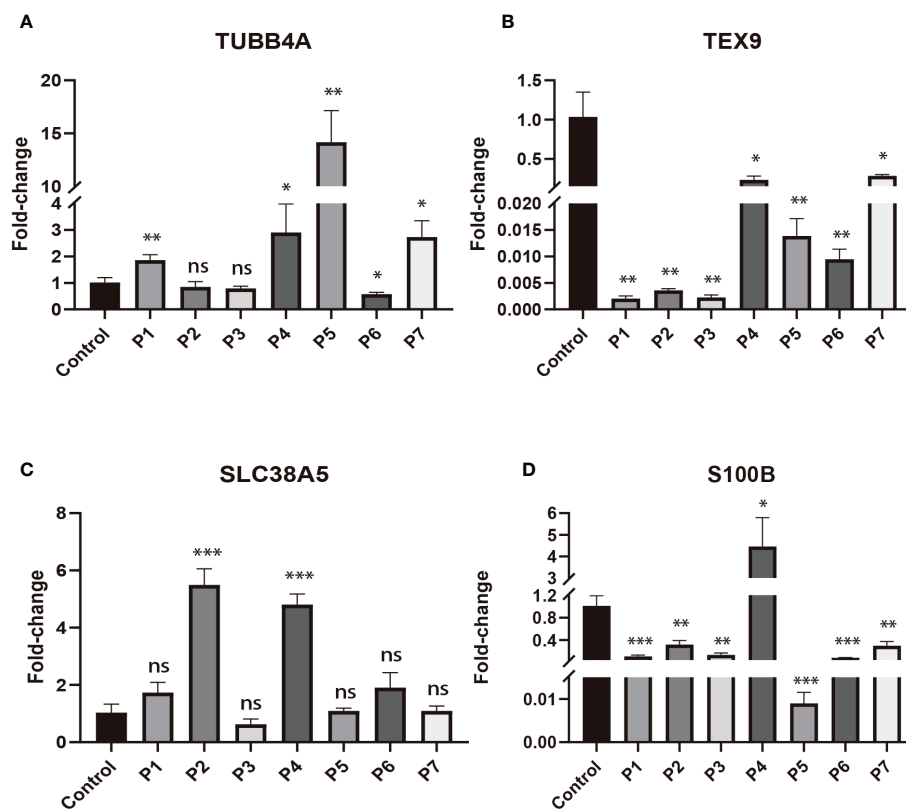 A
TUBB4A
Fold-change
20
15
10
4
3
2
1
0
**
ns
ns
*
**
*
*
Control
P1
P2
P3
P4
P5
P6
P7
B
TEX9
Fold-change
1.5
1.0
0.5
0.020
0.015
0.010
0.005
0.000
**
**
**
*
**
**
*
Control
P1
P2
P3
P4
P5
P6
P7
C
SLC38A5
Fold-change
8
6
4
2
0
ns
***
ns
***
ns
ns
ns
Control
P1
P2
P3
P4
P5
P6
P7
D
S100B
Fold-change
6
5
4
3
1.2
0.8
0.4
0.01
0.00
***
**
**
*
***
***
**
Control
P1
P2
P3
P4
P5
P6
P7